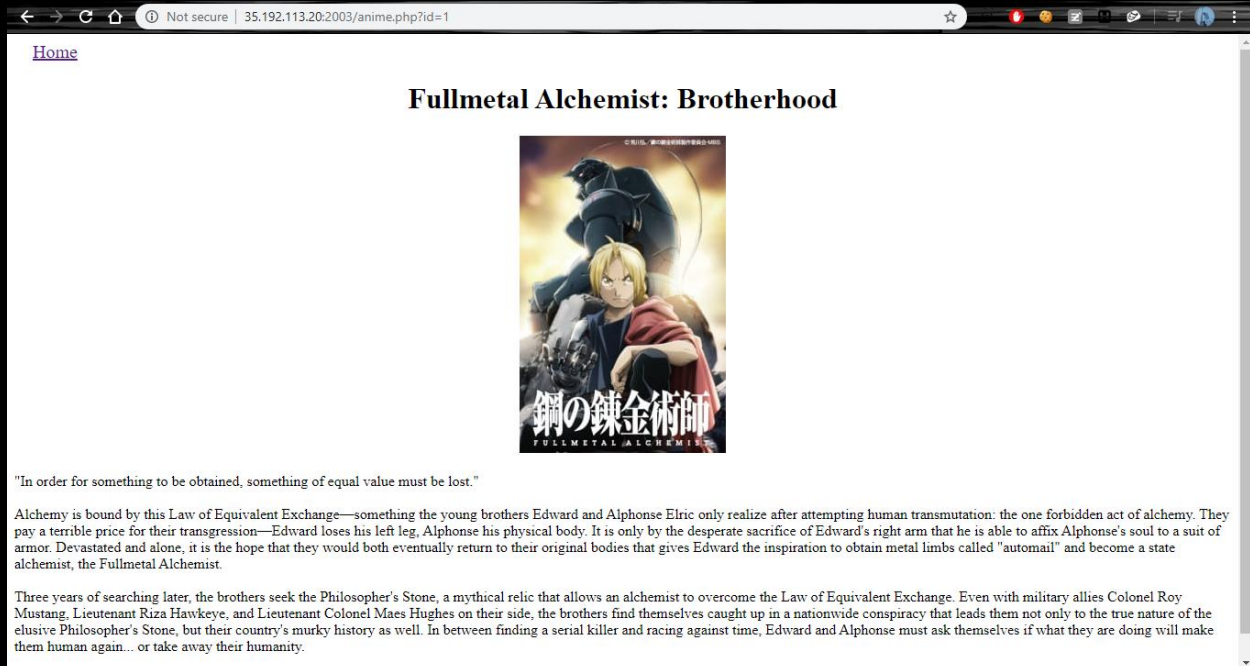 Not secure | 35.192.113.20:2003/anime.php?id=1
Home
Fullmetal Alchemist: Brotherhood
鋼の錬金術師
FULLMETAL ALCHEMIST
"In order for something to be obtained, something of equal value must be lost."
Alchemy is bound by this Law of Equivalent Exchange—something the young brothers Edward and Alphonse Elric only realize after attempting human transmutation: the one forbidden act of alchemy. They
pay a terrible price for their transgression—Edward loses his left leg, Alphonse his physical body. It is only by the desperate sacrifice of Edward's right arm that he is able to affix Alphonse's soul to a suit of
armor. Devastated and alone, it is the hope that they would both eventually return to their original bodies that gives Edward the inspiration to obtain metal limbs called "automail" and become a state
alchemist, the Fullmetal Alchemist.
Three years of searching later, the brothers seek the Philosopher's Stone, a mythical relic that allows an alchemist to overcome the Law of Equivalent Exchange. Even with military allies Colonel Roy
Mustang, Lieutenant Riza Hawkeye, and Lieutenant Colonel Maes Hughes on their side, the brothers find themselves caught up in a nationwide conspiracy that leads them not only to the true nature of the
elusive Philosopher's Stone, but their country's murky history as well. In between finding a serial killer and racing against time, Edward and Alphonse must ask themselves if what they are doing will make
them human again... or take away their humanity.